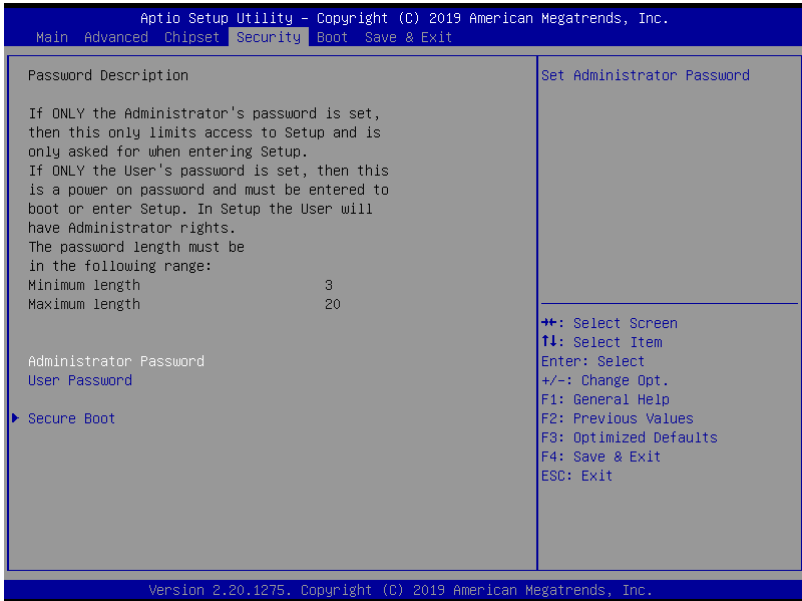 Aptio Setup Utility – Copyright (C) 2019 American Megatrends, Inc.
Main Advanced Chipset Security Boot Save & Exit
Password Description
If ONLY the Administrator's password is set,
then this only limits access to Setup and is
only asked for when entering Setup.
If ONLY the User's password is set, then this
is a power on password and must be entered to
boot or enter Setup. In Setup the User will
have Administrator rights.
The password length must be
in the following range:
Minimum length 3
Maximum length 20
Administrator Password
User Password
Secure Boot
Set Administrator Password
→←: Select Screen
↑↓: Select Item
Enter: Select
+/-: Change Opt.
F1: General Help
F2: Previous Values
F3: Optimized Defaults
F4: Save & Exit
ESC: Exit
Version 2.20.1275. Copyright (C) 2019 American Megatrends, Inc.